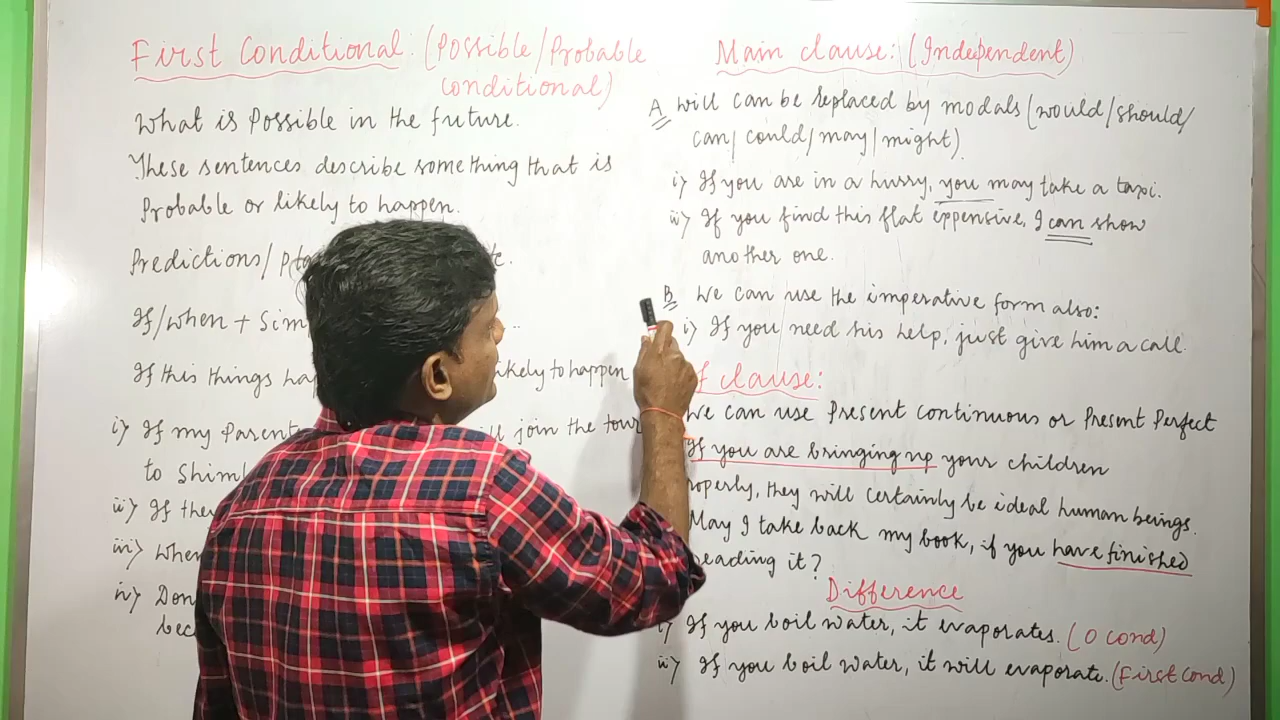 First Conditional: (Possible/Probable
conditional)
What is Possible in the future.
These sentences describe something that is
Probable or likely to happen.
Predictions/
If/when + Sim
..
If this things ha
likely to happen
i) If my Parent
ill join the tour
to Shiml
ii) If the
iii) When
iv) Don
bec
Main clause: (Independent)
A will can be replaced by modals (would/should/
can/could/may/might).
i) If you are in a hurry, you may take a taxi.
ii) If you find this flat expensive, I can show
another one.
B We can use the imperative form also:
i) If you need his help, just give him a call.
f clause:
We can use Present Continuous or Present Perfect
If you are bringing up your children
roperly, they will certainly be ideal human beings.
May I take back my book, if you have finished
reading it?
Difference
i) If you boil water, it evaporates. (0 Cond)
ii) If you boil water, it will evaporate. (First Cond)